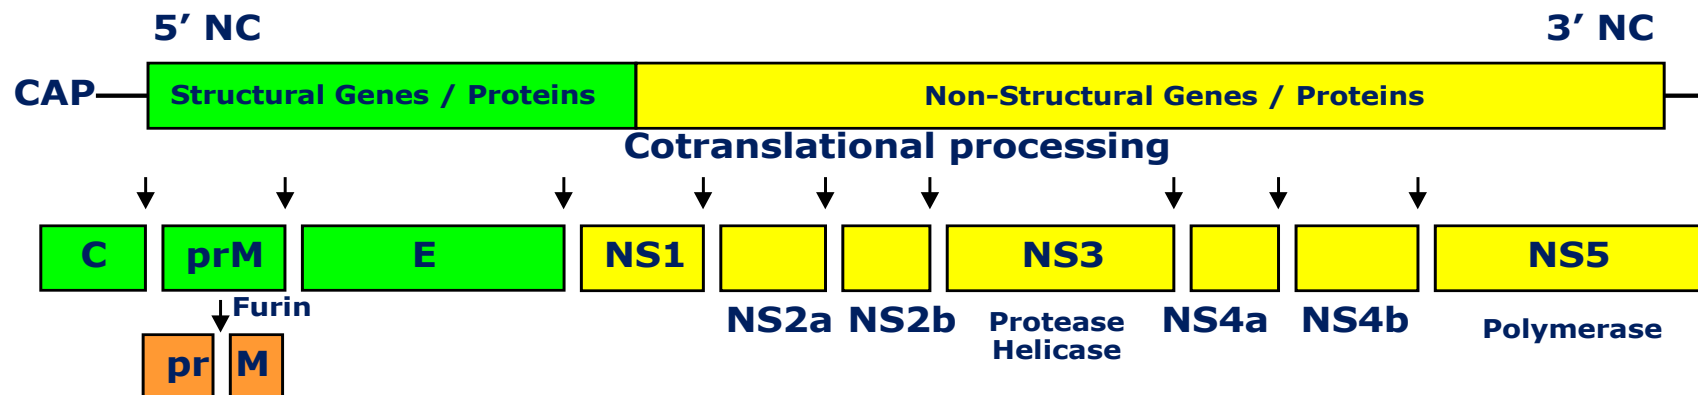 5′ NC
3′ NC
CAP
Structural Genes / Proteins
Non-Structural Genes / Proteins
Cotranslational processing
C
prM
E
NS1
NS3
NS5
Furin
NS2a
NS2b
Protease
Helicase
NS4a
NS4b
Polymerase
pr
M